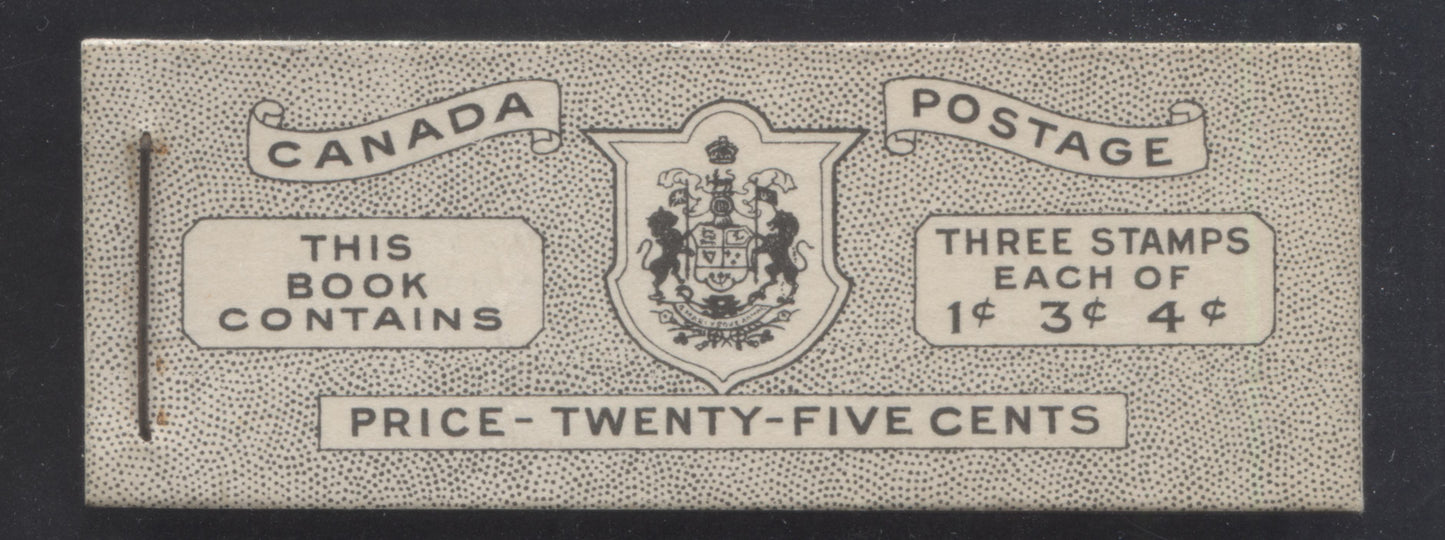 CANADA
POSTAGE
THIS
BOOK
CONTAINS
THREE STAMPS
EACH OF
1¢ 3¢ 4¢
PRICE - TWENTY-FIVE CENTS